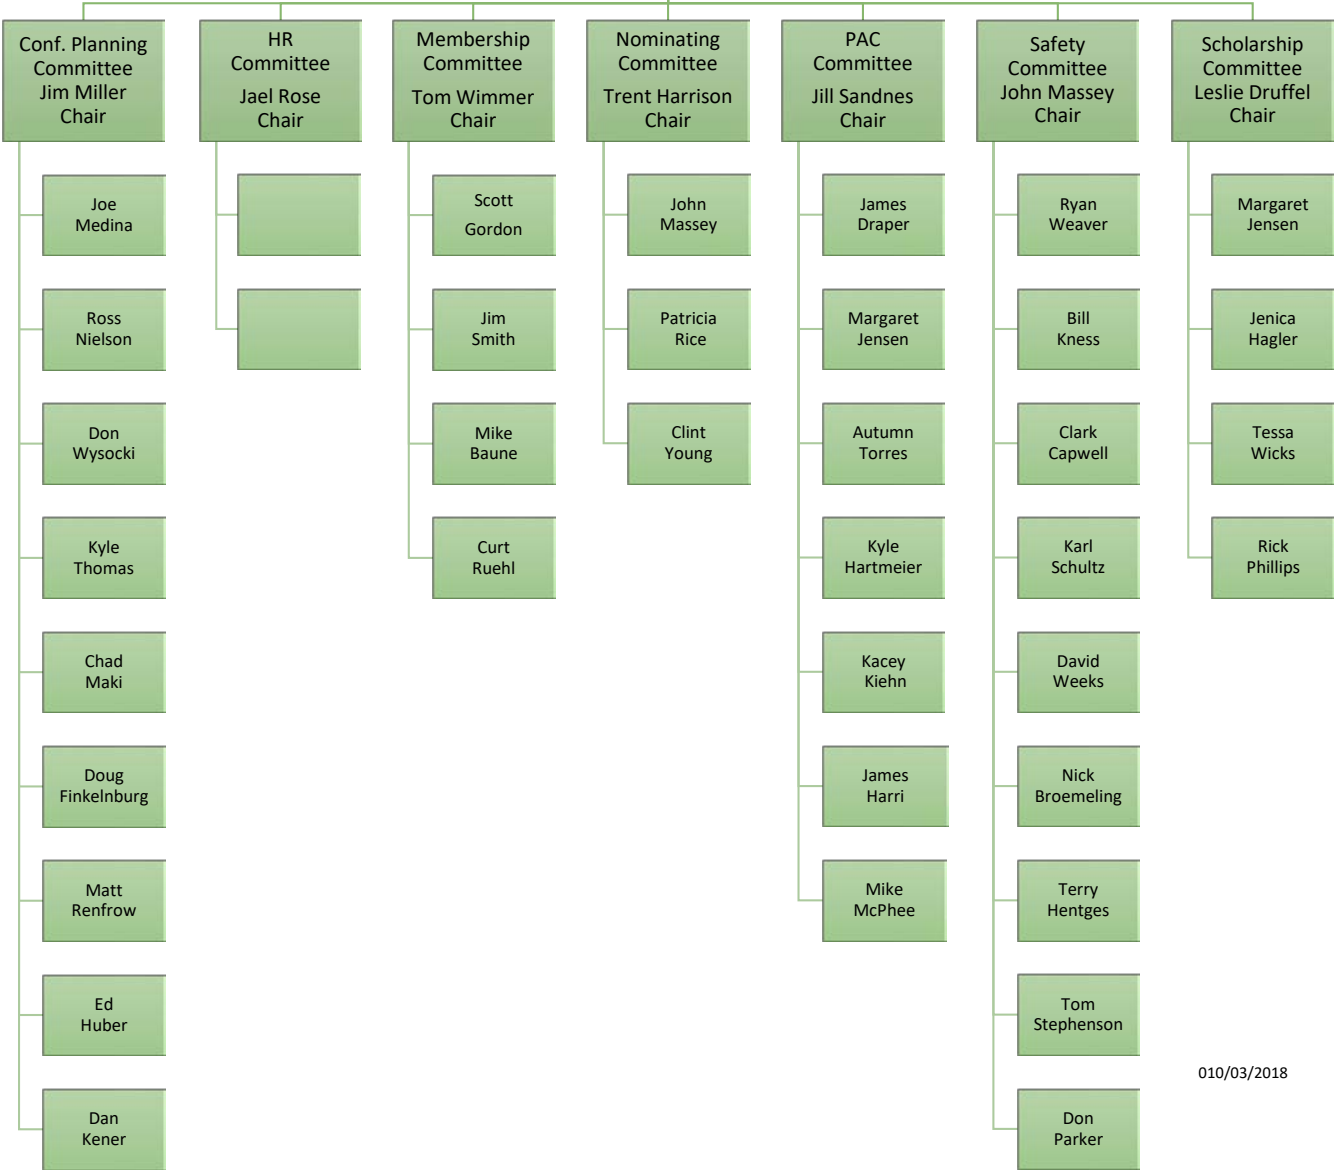 Conf. Planning
Committee
Jim Miller
Chair
Joe
Medina
Ross
Nielson
Don
Wysocki
Kyle
Thomas
Chad
Maki
Doug
Finkelnburg
Matt
Renfrow
Ed
Huber
Dan
Kener
HR
Committee
Jael Rose
Chair
Membership
Committee
Tom Wimmer
Chair
Scott
Gordon
Jim
Smith
Mike
Baune
Curt
Ruehl
Nominating
Committee
Trent Harrison
Chair
John
Massey
Patricia
Rice
Clint
Young
PAC
Committee
Jill Sandnes
Chair
James
Draper
Margaret
Jensen
Autumn
Torres
Kyle
Hartmeier
Kacey
Kiehn
James
Harri
Mike
McPhee
Safety
Committee
John Massey
Chair
Ryan
Weaver
Bill
Kness
Clark
Capwell
Karl
Schultz
David
Weeks
Nick
Broemeling
Terry
Hentges
Tom
Stephenson
Don
Parker
Scholarship
Committee
Leslie Druffel
Chair
Margaret
Jensen
Jenica
Hagler
Tessa
Wicks
Rick
Phillips
010/03/2018